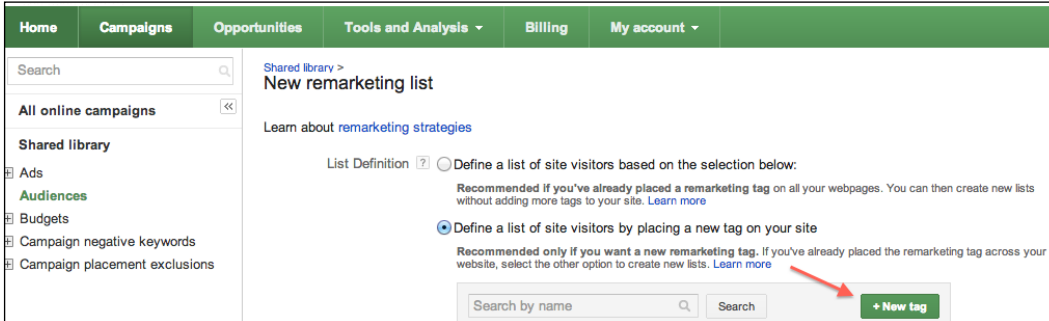 Home Campaigns Opportunities Tools and Analysis Billing My account
Search
All online campaigns
Shared library
Ads
Audiences
Budgets
Campaign negative keywords
Campaign placement exclusions
Shared library >
New remarketing list
Learn about remarketing strategies
List Definition ? Define a list of site visitors based on the selection below:
Recommended if you've already placed a remarketing tag on all your webpages. You can then create new lists
without adding more tags to your site. Learn more
Define a list of site visitors by placing a new tag on your site
Recommended only if you want a new remarketing tag. If you've already placed the remarketing tag across your
website, select the other option to create new lists. Learn more
Search by name Search + New tag